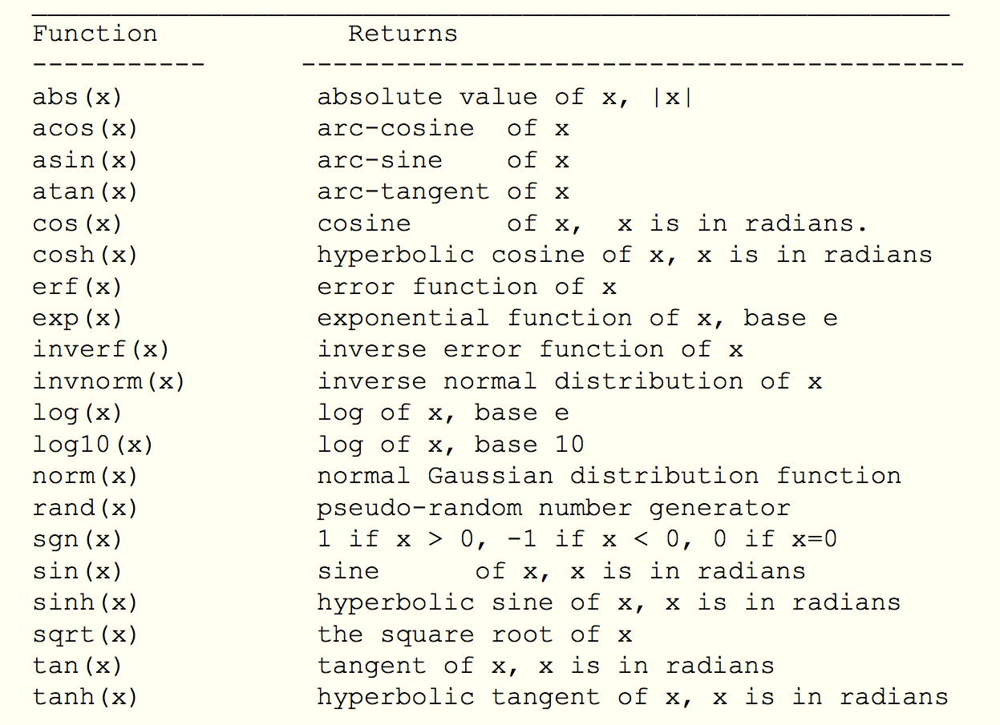 Function Returns
----------- ------------------------------------------
abs(x) absolute value of x, |x|
acos(x) arc-cosine of x
asin(x) arc-sine of x
atan(x) arc-tangent of x
cos(x) cosine of x, x is in radians.
cosh(x) hyperbolic cosine of x, x is in radians
erf(x) error function of x
exp(x) exponential function of x, base e
inverf(x) inverse error function of x
invnorm(x) inverse normal distribution of x
log(x) log of x, base e
log10(x) log of x, base 10
norm(x) normal Gaussian distribution function
rand(x) pseudo-random number generator
sgn(x) 1 if x > 0, -1 if x < 0, 0 if x=0
sin(x) sine of x, x is in radians
sinh(x) hyperbolic sine of x, x is in radians
sqrt(x) the square root of x
tan(x) tangent of x, x is in radians
tanh(x) hyperbolic tangent of x, x is in radians